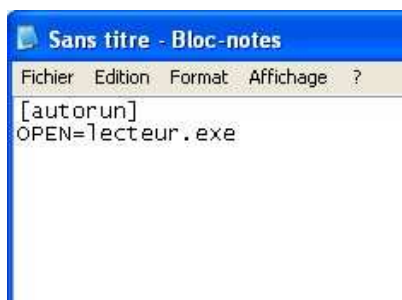 Sans titre - Bloc-notes
Fichier Edition Format Affichage ?
[autorun]
OPEN=lecteur.exe